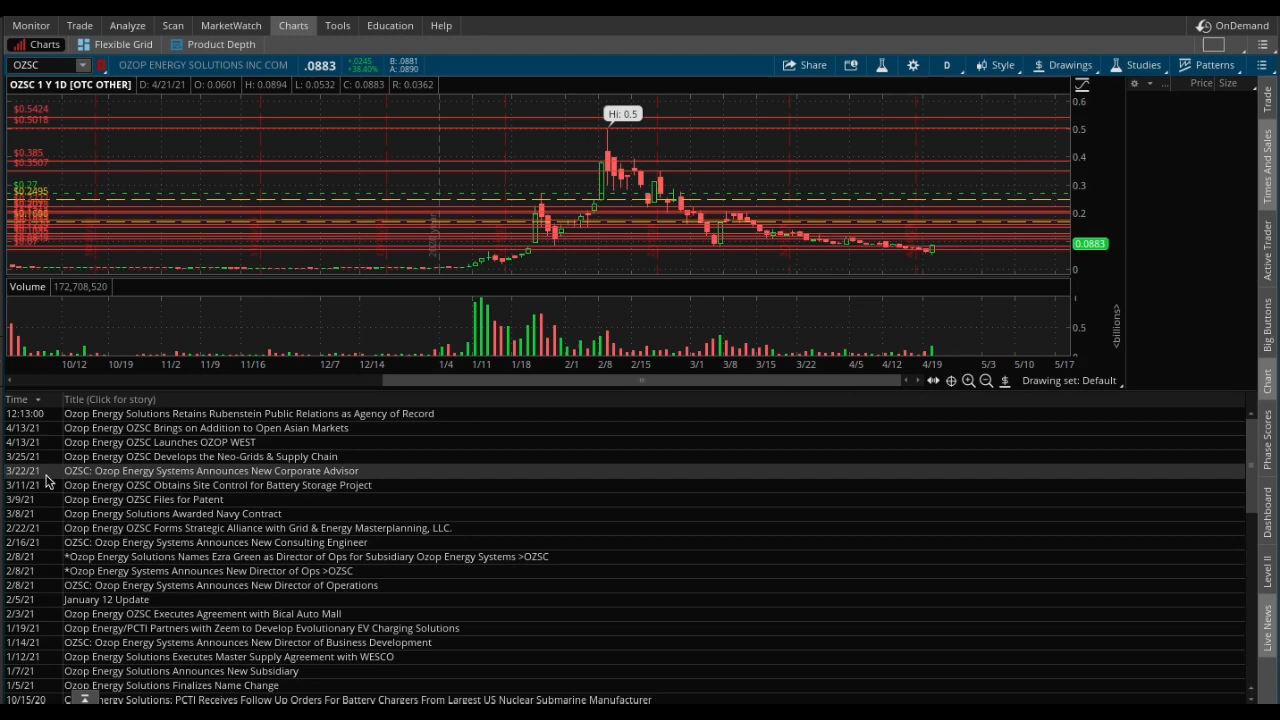 Monitor Trade Analyze Scan MarketWatch Charts Tools Education Help OnDemand
Charts Flexible Grid Product Depth
OZSC OZOP ENERGY SOLUTIONS INC COM .0883 +.0245 +38.40% B: .0881 A: .0890 Share D Style Drawings Studies Patterns
OZSC 1 Y 1D [OTC OTHER] D: 4/21/21 O: 0.0601 H: 0.0894 L: 0.0532 C: 0.0883 R: 0.0362 ... Price Size
$0.5424
$0.5018
$0.385
$0.3507
$0.27
$0.2495
Hi: 0.5
0.6
0.5
0.4
0.3
0.2
0.0883
0
Volume 172,708,520
0.5
<billions>
10/12 10/19 11/2 11/9 11/16 12/7 12/14 1/4 1/11 1/18 2/1 2/8 2/15 3/1 3/8 3/15 3/22 4/5 4/12 4/19 5/3 5/10 5/17
Drawing set: Default
Time Title (Click for story)
12:13:00 Ozop Energy Solutions Retains Rubenstein Public Relations as Agency of Record
4/13/21 Ozop Energy OZSC Brings on Addition to Open Asian Markets
4/13/21 Ozop Energy OZSC Launches OZOP WEST
3/25/21 Ozop Energy OZSC Develops the Neo-Grids & Supply Chain
3/22/21 OZSC: Ozop Energy Systems Announces New Corporate Advisor
3/11/21 Ozop Energy OZSC Obtains Site Control for Battery Storage Project
3/9/21 Ozop Energy OZSC Files for Patent
3/8/21 Ozop Energy Solutions Awarded Navy Contract
2/22/21 Ozop Energy OZSC Forms Strategic Alliance with Grid & Energy Masterplanning, LLC.
2/16/21 OZSC: Ozop Energy Systems Announces New Consulting Engineer
2/8/21 *Ozop Energy Solutions Names Ezra Green as Director of Ops for Subsidiary Ozop Energy Systems >OZSC
2/8/21 *Ozop Energy Systems Announces New Director of Ops >OZSC
2/8/21 OZSC: Ozop Energy Systems Announces New Director of Operations
2/5/21 January 12 Update
2/3/21 Ozop Energy OZSC Executes Agreement with Bical Auto Mall
1/19/21 Ozop Energy/PCTI Partners with Zeem to Develop Evolutionary EV Charging Solutions
1/14/21 OZSC: Ozop Energy Systems Announces New Director of Business Development
1/12/21 Ozop Energy Solutions Executes Master Supply Agreement with WESCO
1/7/21 Ozop Energy Solutions Announces New Subsidiary
1/5/21 Ozop Energy Solutions Finalizes Name Change
10/15/20 Solutions: PCTI Receives Follow Up Orders For Battery Chargers From Largest US Nuclear Submarine Manufacturer
Trade
Times And Sales
Active Trader
Big Buttons
Chart
Phase Scores
Dashboard
Level II
Live News